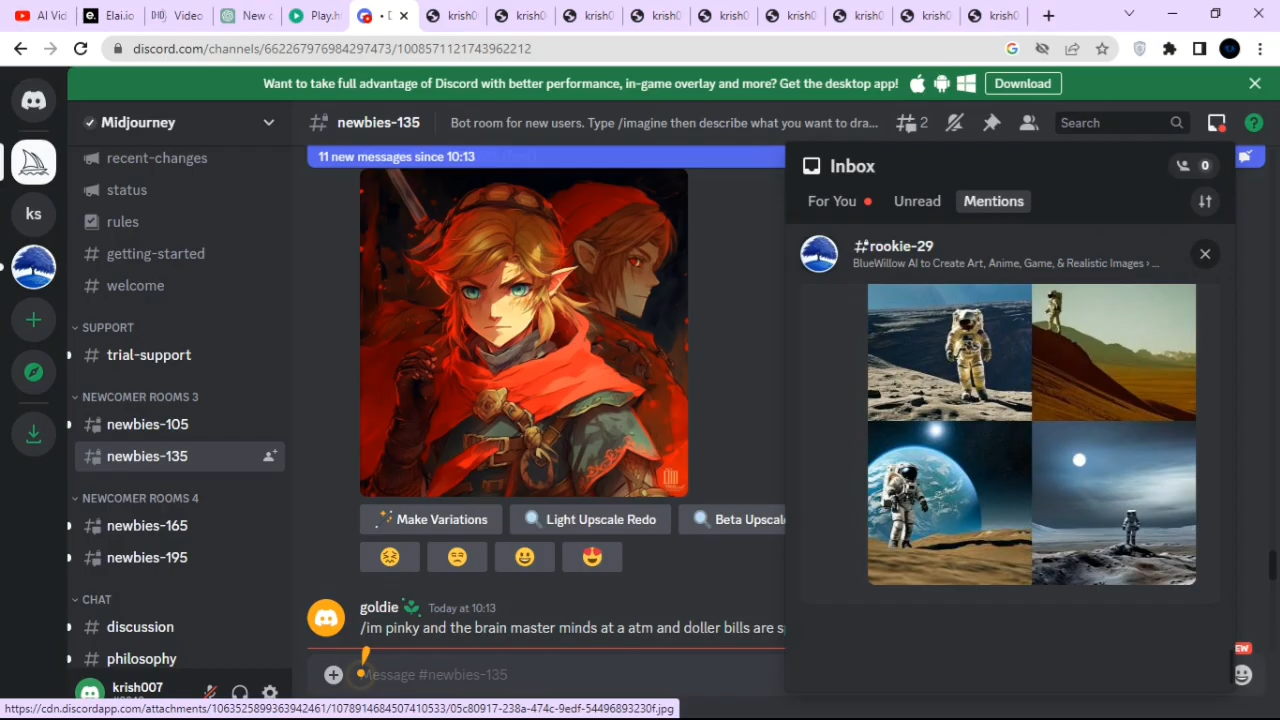 AI Vid
Elai.io
Video
New c
Play.h
• D
krish0
krish0
krish0
krish0
krish0
krish0
krish0
krish0
krish0
discord.com/channels/662267976984297473/1008571121743962212
Want to take full advantage of Discord with better performance, in-game overlay and more? Get the desktop app!
Download
Midjourney
recent-changes
status
rules
getting-started
welcome
SUPPORT
trial-support
NEWCOMER ROOMS 3
newbies-105
newbies-135
NEWCOMER ROOMS 4
newbies-165
newbies-195
CHAT
discussion
philosophy
krish007
newbies-135
Bot room for new users. Type /imagine then describe what you want to dra...
2
Search
11 new messages since 10:13
Make Variations
Light Upscale Redo
Beta Upscal
goldie
Today at 10:13
/im pinky and the brain master minds at a atm and doller bills are sp
Message #newbies-135
Inbox
0
For You
Unread
Mentions
#rookie-29
BlueWillow AI to Create Art, Anime, Game, & Realistic Images › ...
ks
NEW
https://cdn.discordapp.com/attachments/1063525899363942461/1078914684507410533/05c80917-238a-474c-9edf-54496893230f.jpg